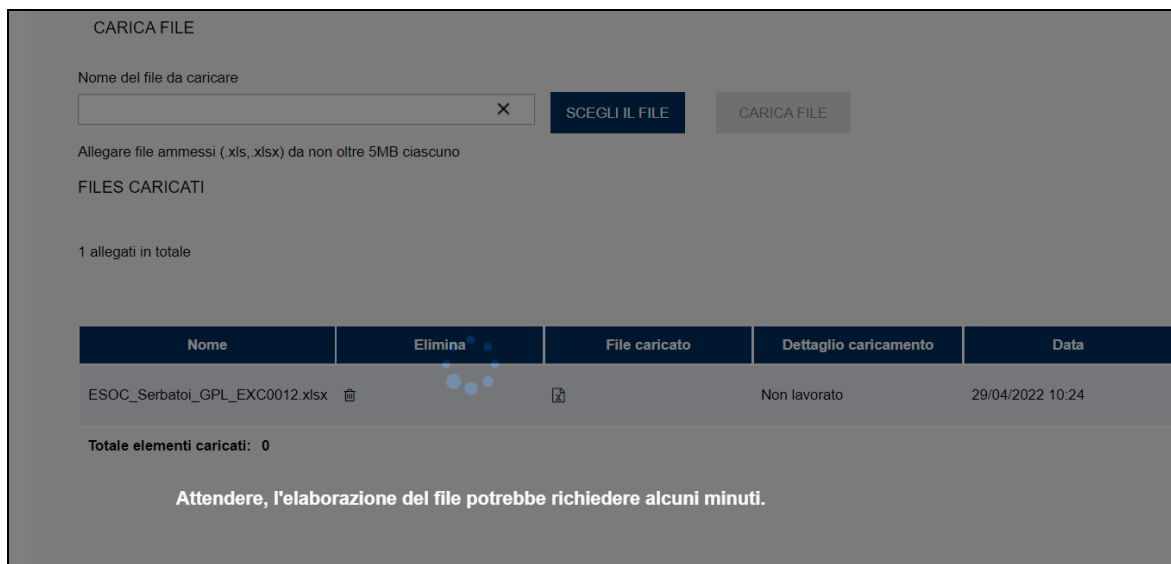 CARICA FILE
Nome del file da caricare
SCEGLI IL FILE CARICA FILE
Allegare file ammessi (.xls,.xlsx) da non oltre 5MB ciascuno
FILES CARICATI
1 allegati in totale
Nome Elimina File caricato Dettaglio caricamento Data
ESOC_Serbatoi_GPL_EXC0012.xlsx Non lavorato 29/04/2022 10:24
Totale elementi caricati: 0
Attendere, l'elaborazione del file potrebbe richiedere alcuni minuti.